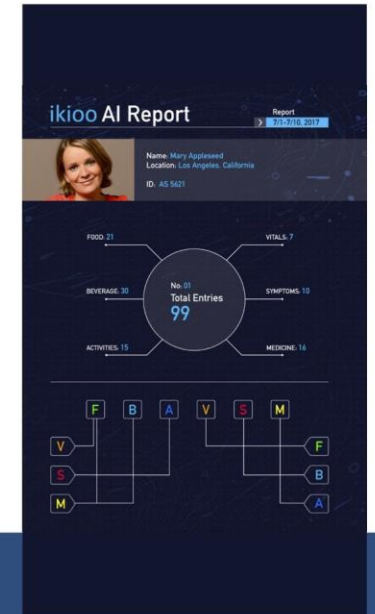 ikioo AI Report
Report
7/1-7/10, 2017
Name: Mary Appleseed
Location: Los Angeles, California
ID: AS 5621
FOOD: 21
VITALS: 7
BEVERAGE: 30
No: 01
Total Entries
99
SYMPTOMS: 10
ACTIVITIES: 15
MEDICINE: 16
F B A V S M
V F
S B
M A